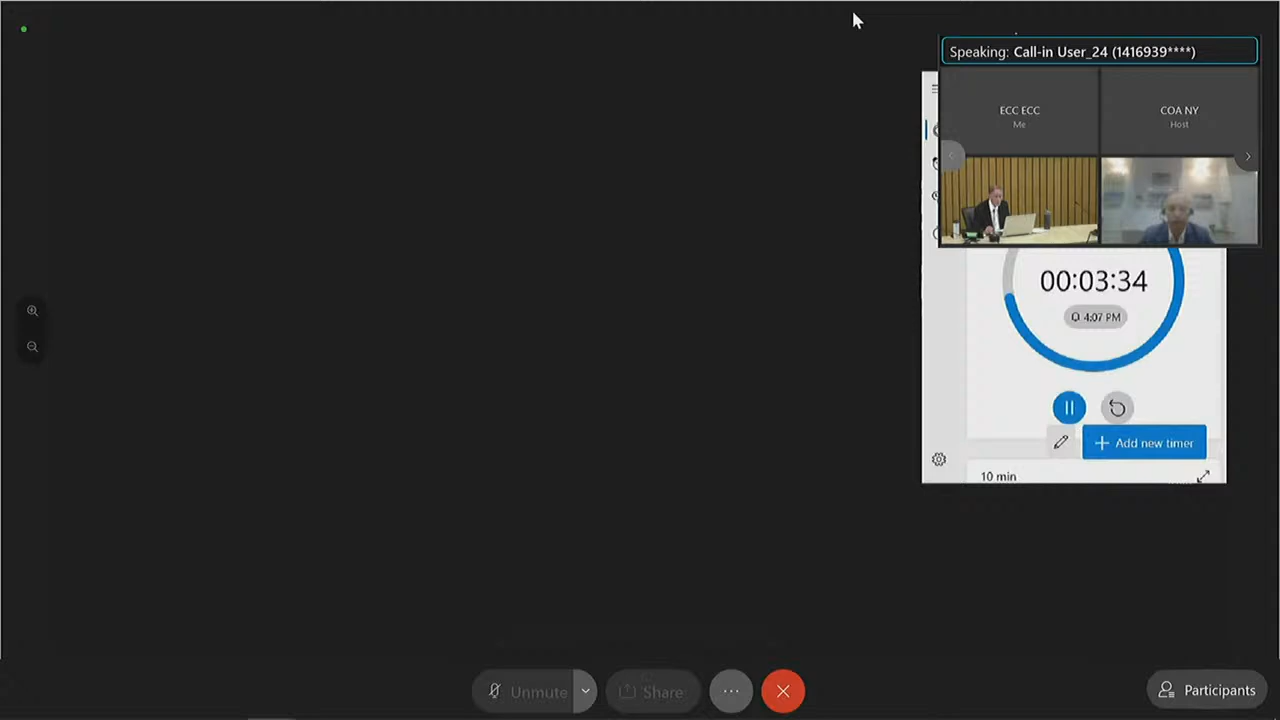 Speaking: Call-in User_24 (1416939****)
ECC ECC
Me
COA NY
Host
00:03:34
4:07 PM
Add new timer
10 min
Unmute
Share
Participants